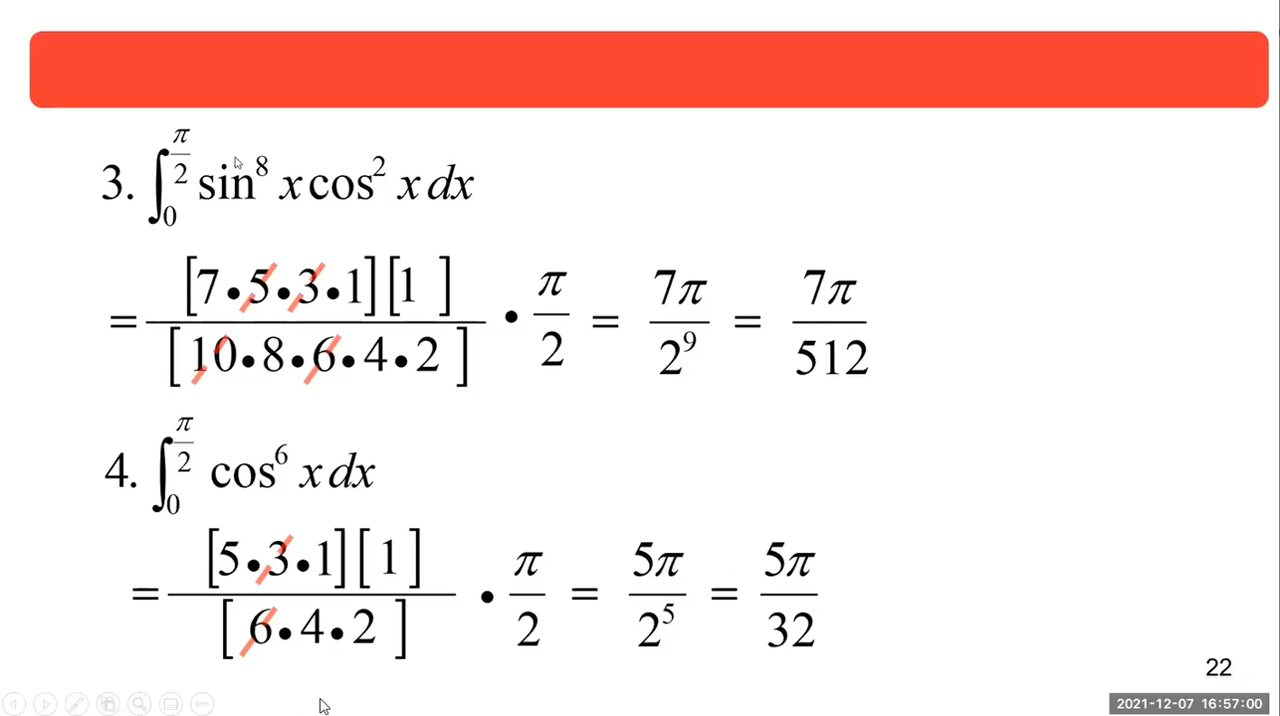 3. ∫₀^(π/2) sin⁸ x cos² x dx
= [7•5•3•1][1 ] / [10•8•6•4•2 ] • π/2 = 7π/2⁹ = 7π/512
4. ∫₀^(π/2) cos⁶ x dx
= [5•3•1][ 1 ] / [ 6•4•2 ] • π/2 = 5π/2⁵ = 5π/32
22
2021-12-07 16:57:00